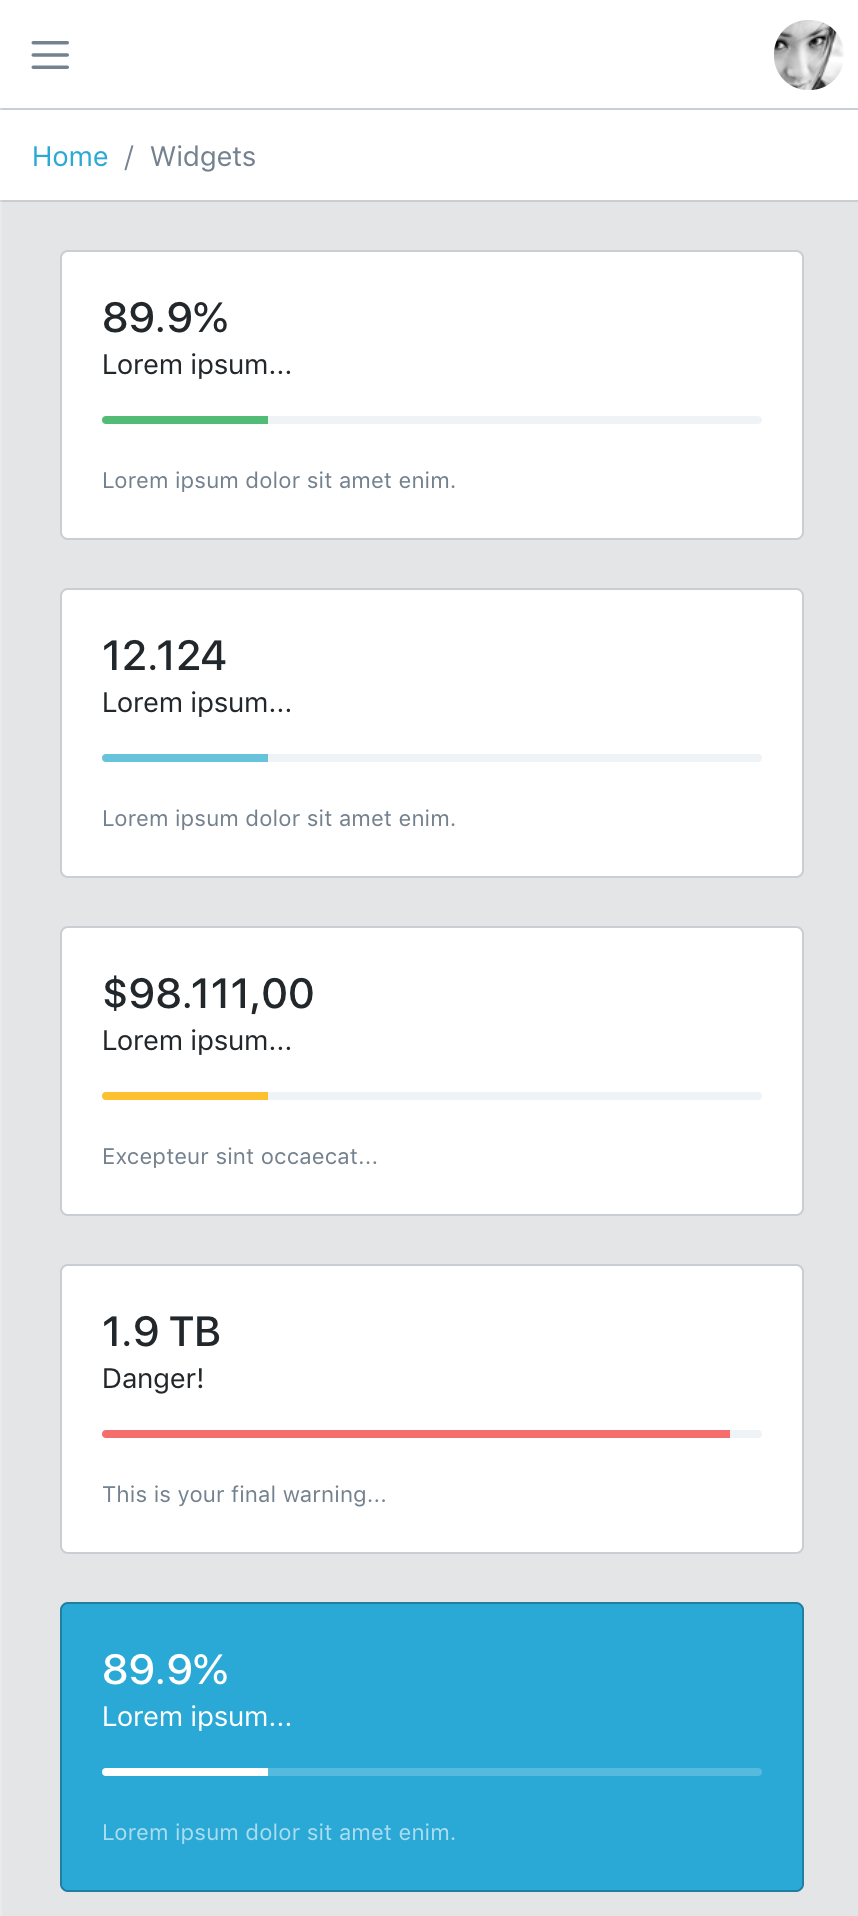 Home / Widgets
89.9%
Lorem ipsum...
Lorem ipsum dolor sit amet enim.
12.124
Lorem ipsum...
Lorem ipsum dolor sit amet enim.
$98.111,00
Lorem ipsum...
Excepteur sint occaecat...
1.9 TB
Danger!
This is your final warning...
89.9%
Lorem ipsum...
Lorem ipsum dolor sit amet enim.